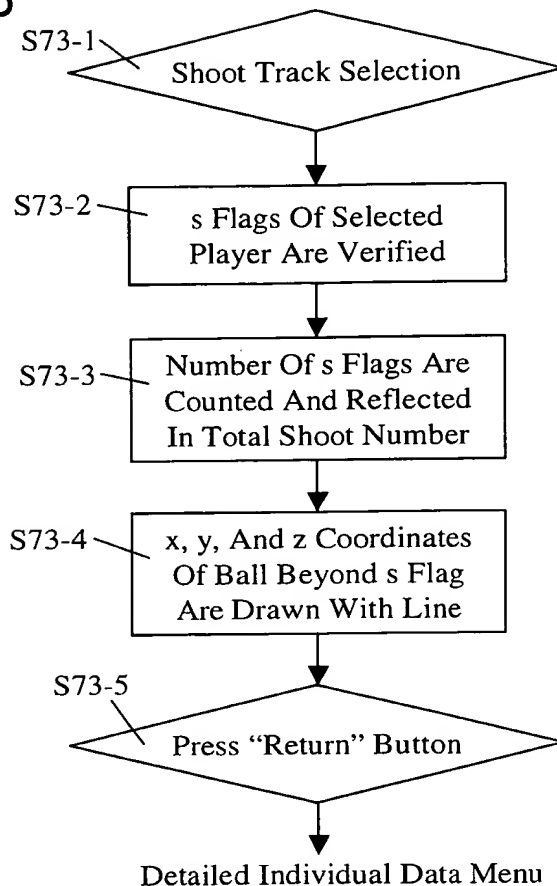 S73-1
Shoot Track Selection
S73-2
s Flags Of Selected
Player Are Verified
S73-3
Number Of s Flags Are
Counted And Reflected
In Total Shoot Number
S73-4
x, y, And z Coordinates
Of Ball Beyond s Flag
Are Drawn With Line
S73-5
Press “Return” Button
Detailed Individual Data Menu